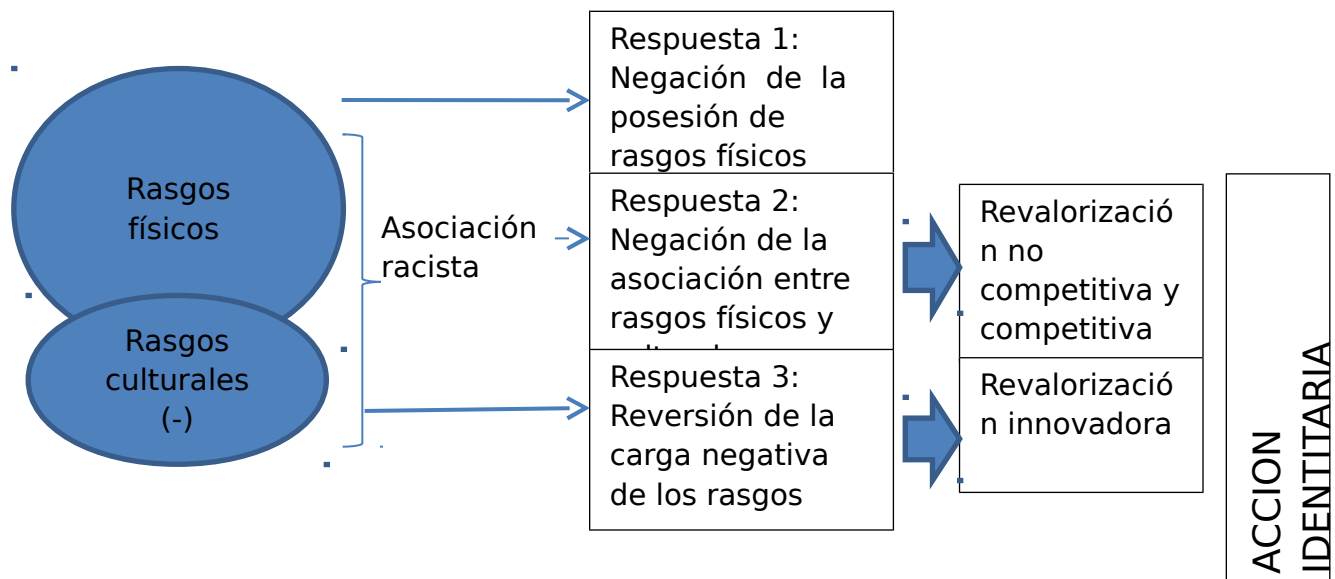 Rasgos
físicos
Rasgos
culturales
(-)
Asociación
racista
Respuesta 1:
Negación de la
posesión de
rasgos físicos
Respuesta 2:
Negación de la
asociación entre
rasgos físicos y
Respuesta 3:
Reversión de la
carga negativa
de los rasgos
Revalorizació
n no
competitiva y
competitiva
Revalorizació
n innovadora
ACCION
IDENTITARIA